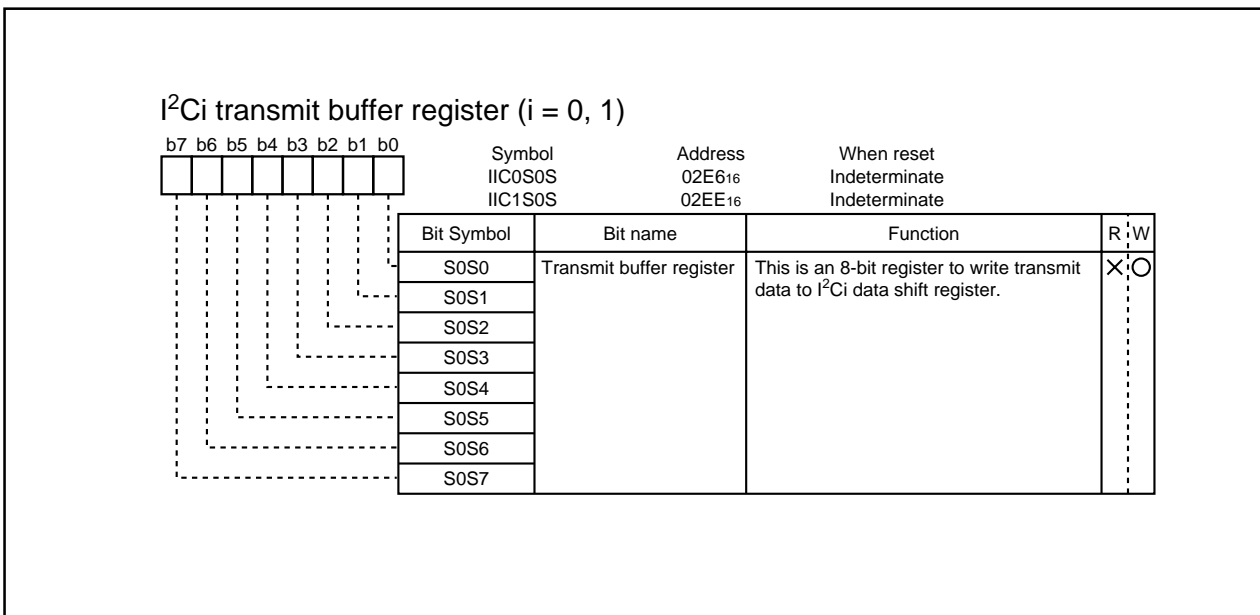 I²Ci transmit buffer register (i = 0, 1)
b7 b6 b5 b4 b3 b2 b1 b0
Symbol Address When reset
IIC0S0S 02E6₁₆ Indeterminate
IIC1S0S 02EE₁₆ Indeterminate
Bit Symbol Bit name Function R W
S0S0 Transmit buffer register This is an 8-bit register to write transmit × ○
data to I²Ci data shift register.
S0S1
S0S2
S0S3
S0S4
S0S5
S0S6
S0S7